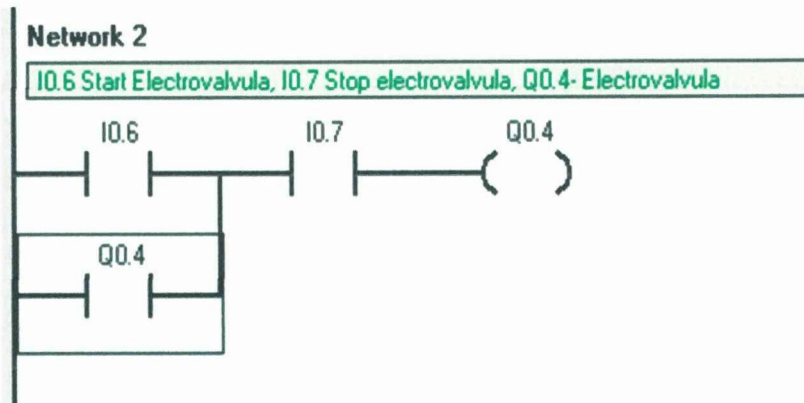 Network 2
I0.6 Start Electrovalvula, I0.7 Stop electrovalvula, Q0.4- Electrovalvula
I0.6 I0.7 Q0.4
Q0.4